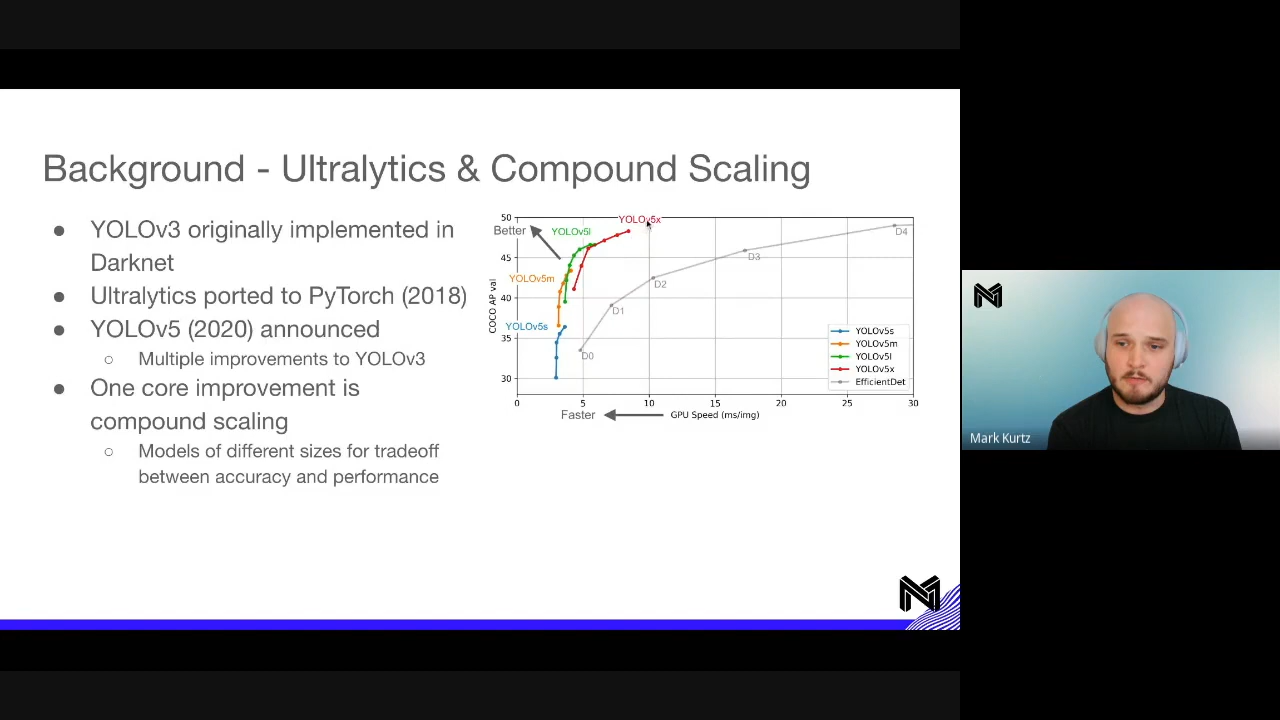 Background - Ultralytics & Compound Scaling
● YOLOv3 originally implemented in
Darknet
● Ultralytics ported to PyTorch (2018)
● YOLOv5 (2020) announced
○ Multiple improvements to YOLOv3
● One core improvement is
compound scaling
○ Models of different sizes for tradeoff
between accuracy and performance
50
45
40
35
30
COCO AP val
Better
YOLOv5x
YOLOv5l
YOLOv5m
YOLOv5s
D0
D1
D2
D3
D4
YOLOv5s
YOLOv5m
YOLOv5l
YOLOv5x
EfficientDet
0 5 10 15 20 25 30
Faster
GPU Speed (ms/img)
Mark Kurtz